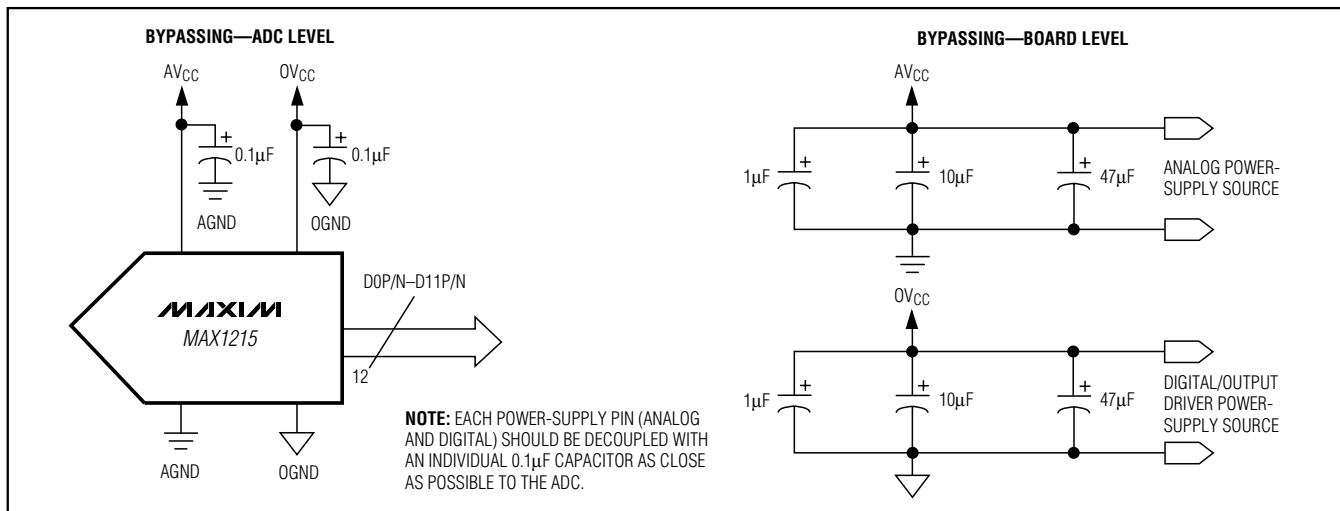 BYPASSING—ADC LEVEL
AVCC
OVCC
+
0.1µF
+
0.1µF
AGND
OGND
MAXIM
MAX1215
D0P/N–D11P/N
12
AGND
OGND
NOTE: EACH POWER-SUPPLY PIN (ANALOG
AND DIGITAL) SHOULD BE DECOUPLED WITH
AN INDIVIDUAL 0.1µF CAPACITOR AS CLOSE
AS POSSIBLE TO THE ADC.
BYPASSING—BOARD LEVEL
AVCC
1µF
+
+
10µF
+
47µF
ANALOG POWER-
SUPPLY SOURCE
OVCC
1µF
+
+
10µF
+
47µF
DIGITAL/OUTPUT
DRIVER POWER-
SUPPLY SOURCE